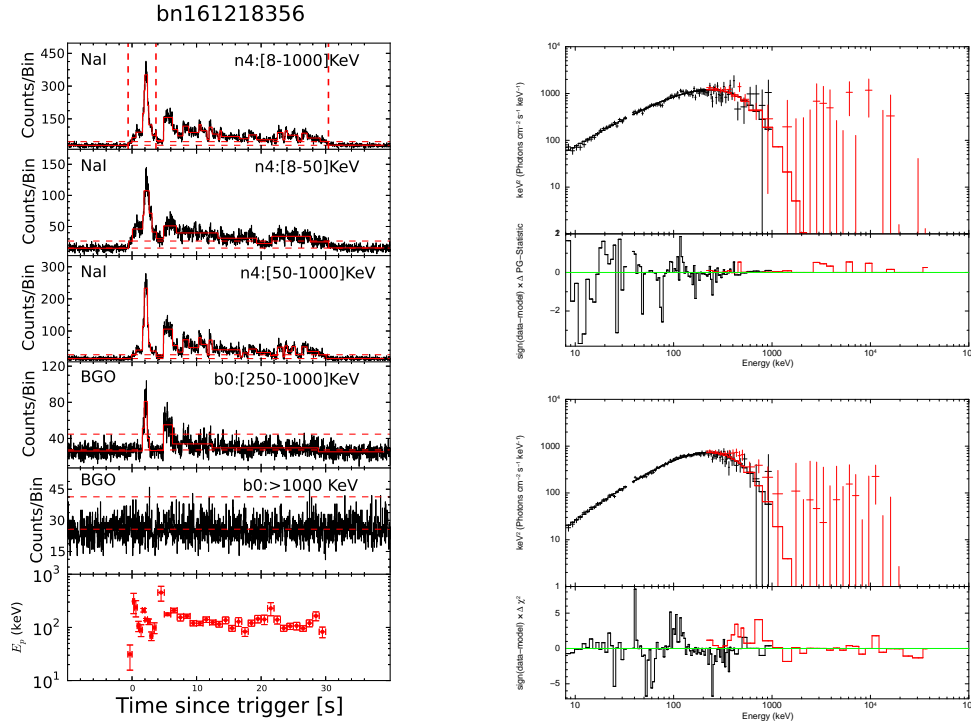 bn161218356
NaI
n4:[8-1000]KeV
Counts/Bin
450
300
150
NaI
n4:[8-50]KeV
Counts/Bin
150
100
50
NaI
n4:[50-1000]KeV
Counts/Bin
300
200
100
BGO
b0:[250-1000]KeV
Counts/Bin
120
80
40
BGO
b0:>1000 KeV
Counts/Bin
45
30
15
10³
10²
10¹
E_p (keV)
0
10
20
30
Time since trigger [s]
10⁴
1000
100
10
2
keV² (Photons cm⁻² s⁻¹ keV⁻¹)
0
−2
sign(data−model) × Δ PG−Statistic
10
100
1000
10⁴
10
Energy (keV)
10⁴
1000
100
10
1
keV² (Photons cm⁻² s⁻¹ keV⁻¹)
5
0
−5
sign(data−model) × Δ χ²
10
100
1000
10⁴
10
Energy (keV)